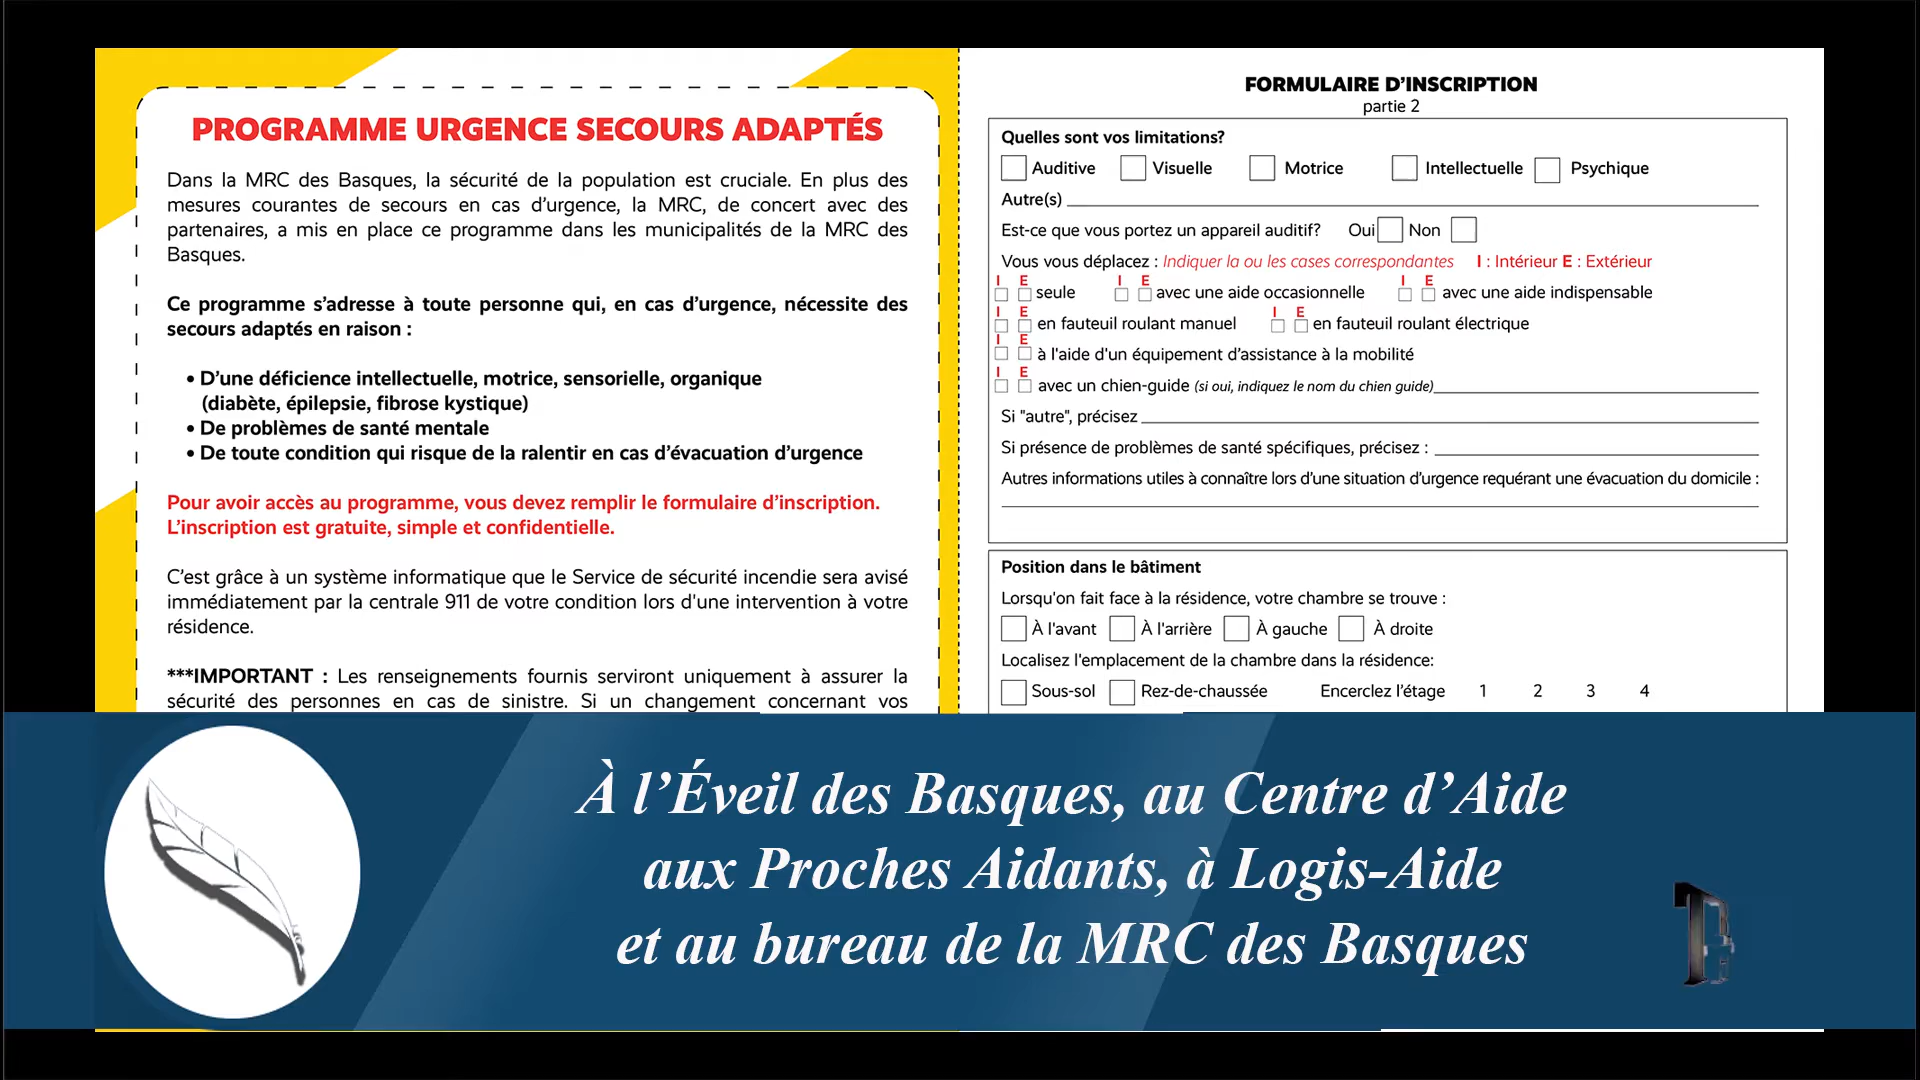 PROGRAMME URGENCE SECOURS ADAPTÉS
Dans la MRC des Basques, la sécurité de la population est cruciale. En plus des
mesures courantes de secours en cas d'urgence, la MRC, de concert avec des
partenaires, a mis en place ce programme dans les municipalités de la MRC des
Basques.
Ce programme s'adresse à toute personne qui, en cas d'urgence, nécessite des
secours adaptés en raison :
• D'une déficience intellectuelle, motrice, sensorielle, organique
(diabète, épilepsie, fibrose kystique)
• De problèmes de santé mentale
• De toute condition qui risque de la ralentir en cas d'évacuation d'urgence
Pour avoir accès au programme, vous devez remplir le formulaire d'inscription.
L'inscription est gratuite, simple et confidentielle.
C'est grâce à un système informatique que le Service de sécurité incendie sera avisé
immédiatement par la centrale 911 de votre condition lors d'une intervention à votre
résidence.
***IMPORTANT : Les renseignements fournis serviront uniquement à assurer la
sécurité des personnes en cas de sinistre. Si un changement concernant vos
FORMULAIRE D'INSCRIPTION
partie 2
Quelles sont vos limitations?
Auditive Visuelle Motrice Intellectuelle Psychique
Autre(s)
Est-ce que vous portez un appareil auditif? Oui Non
Vous vous déplacez : Indiquer la ou les cases correspondantes I : Intérieur E : Extérieur
I E seule I E avec une aide occasionnelle I E avec une aide indispensable
I E en fauteuil roulant manuel I E en fauteuil roulant électrique
I E à l'aide d'un équipement d'assistance à la mobilité
I E avec un chien-guide (si oui, indiquez le nom du chien guide)
Si "autre", précisez
Si présence de problèmes de santé spécifiques, précisez :
Autres informations utiles à connaître lors d'une situation d'urgence requérant une évacuation du domicile :
Position dans le bâtiment
Lorsqu'on fait face à la résidence, votre chambre se trouve :
À l'avant À l'arrière À gauche À droite
Localisez l'emplacement de la chambre dans la résidence:
Sous-sol Rez-de-chaussée Encerclez l'étage 1 2 3 4
À l'Éveil des Basques, au Centre d'Aide
aux Proches Aidants, à Logis-Aide
et au bureau de la MRC des Basques